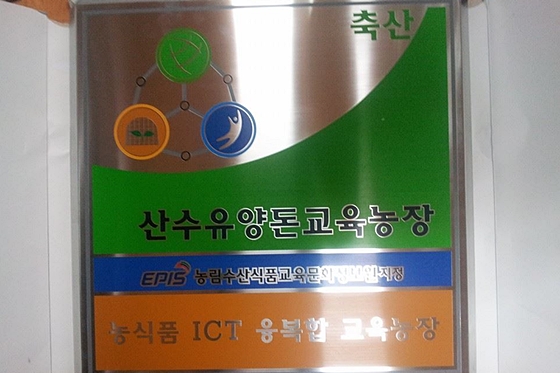 축산
산수유양돈교육농장
EPIS 농림수산식품교육문화정보원지정
농식품 ICT 융복합 교육농장